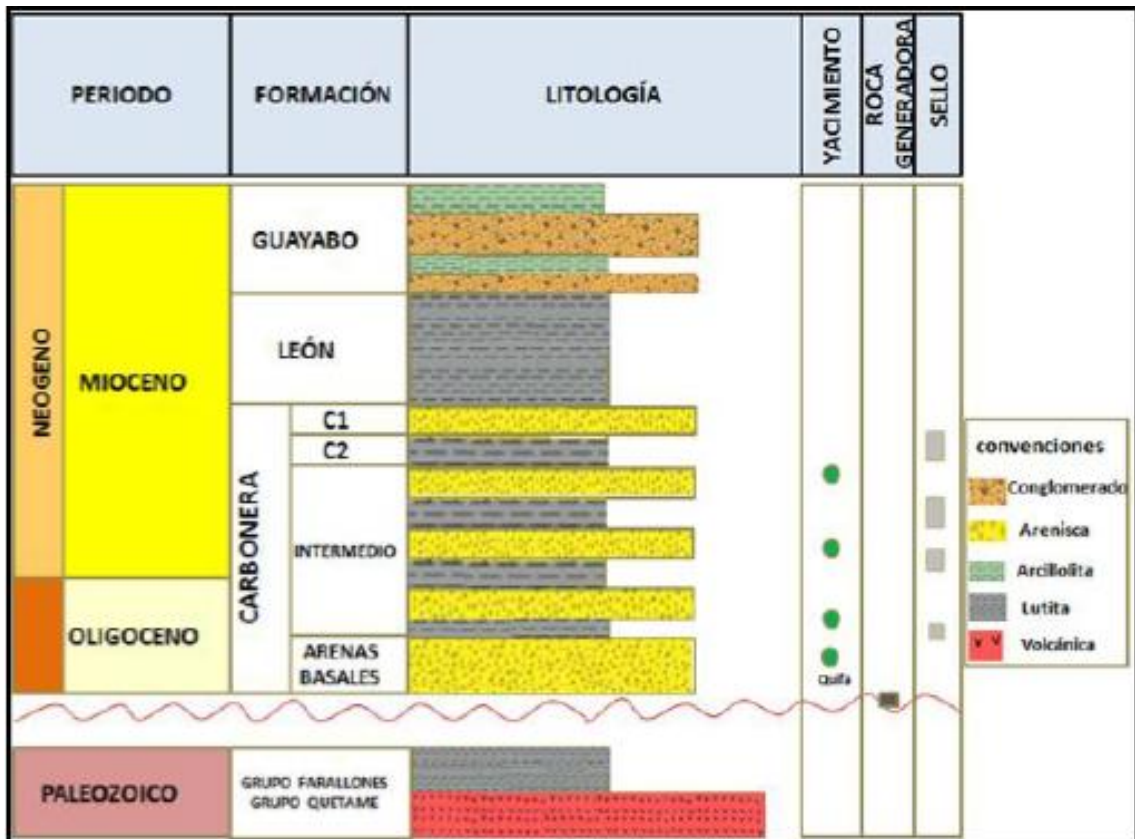 PERIODO
FORMACIÓN
LITOLOGÍA
YACIMIENTO
ROCA
GENERADORA
SELLO
NEOGENO
MIOCENO
OLIGOCENO
GUAYABO
LEÓN
CARBONERA
C1
C2
INTERMEDIO
ARENAS
BASALES
Quifa
PALEOZOICO
GRUPO FARALLONES
GRUPO QUETAME
convenciones
Conglomerado
Arenisca
Arcillolita
Lutita
Volcánica